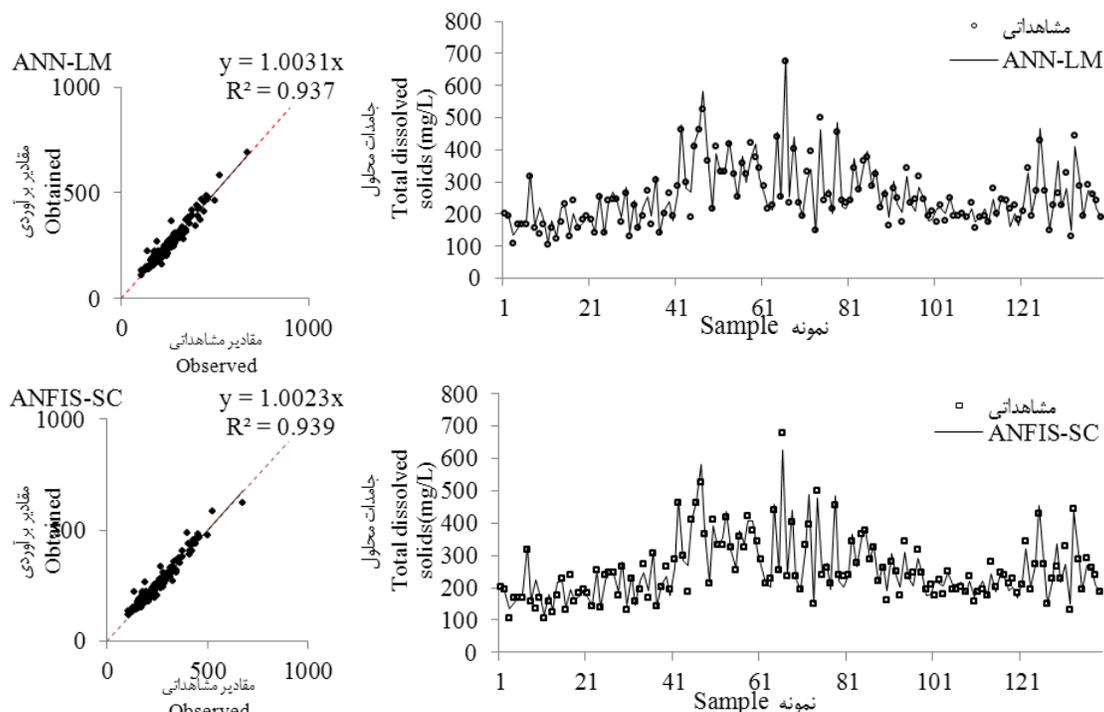 ANN-LM
y = 1.0031x
R² = 0.937
1000
500
0
0
1000
مقادیر برآوردی
Obtained
مقادیر مشاهداتی
Observed
800
700
600
500
400
300
200
100
0
جامدات محلول
Total dissolved
solids (mg/L)
مشاهداتی
ANN-LM
1
21
41
61
81
101
121
Sample نمونه
ANFIS-SC
y = 1.0023x
R² = 0.939
1000
500
0
0
500
1000
مقادیر برآوردی
Obtained
مقادیر مشاهداتی
Observed
800
700
600
500
400
300
200
100
0
جامدات محلول
Total dissolved
solids(mg/L)
مشاهداتی
ANFIS-SC
1
21
41
61
81
101
121
Sample نمونه